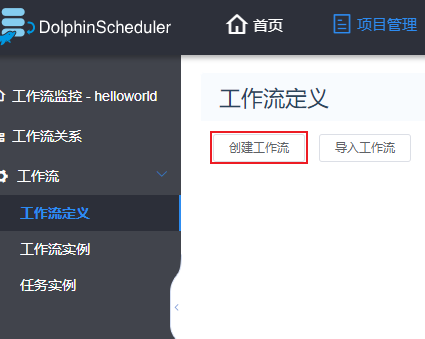 DolphinScheduler 首页 项目管理
工作流监控 - helloworld
工作流关系
工作流
工作流定义
工作流实例
任务实例
工作流定义
创建工作流 导入工作流